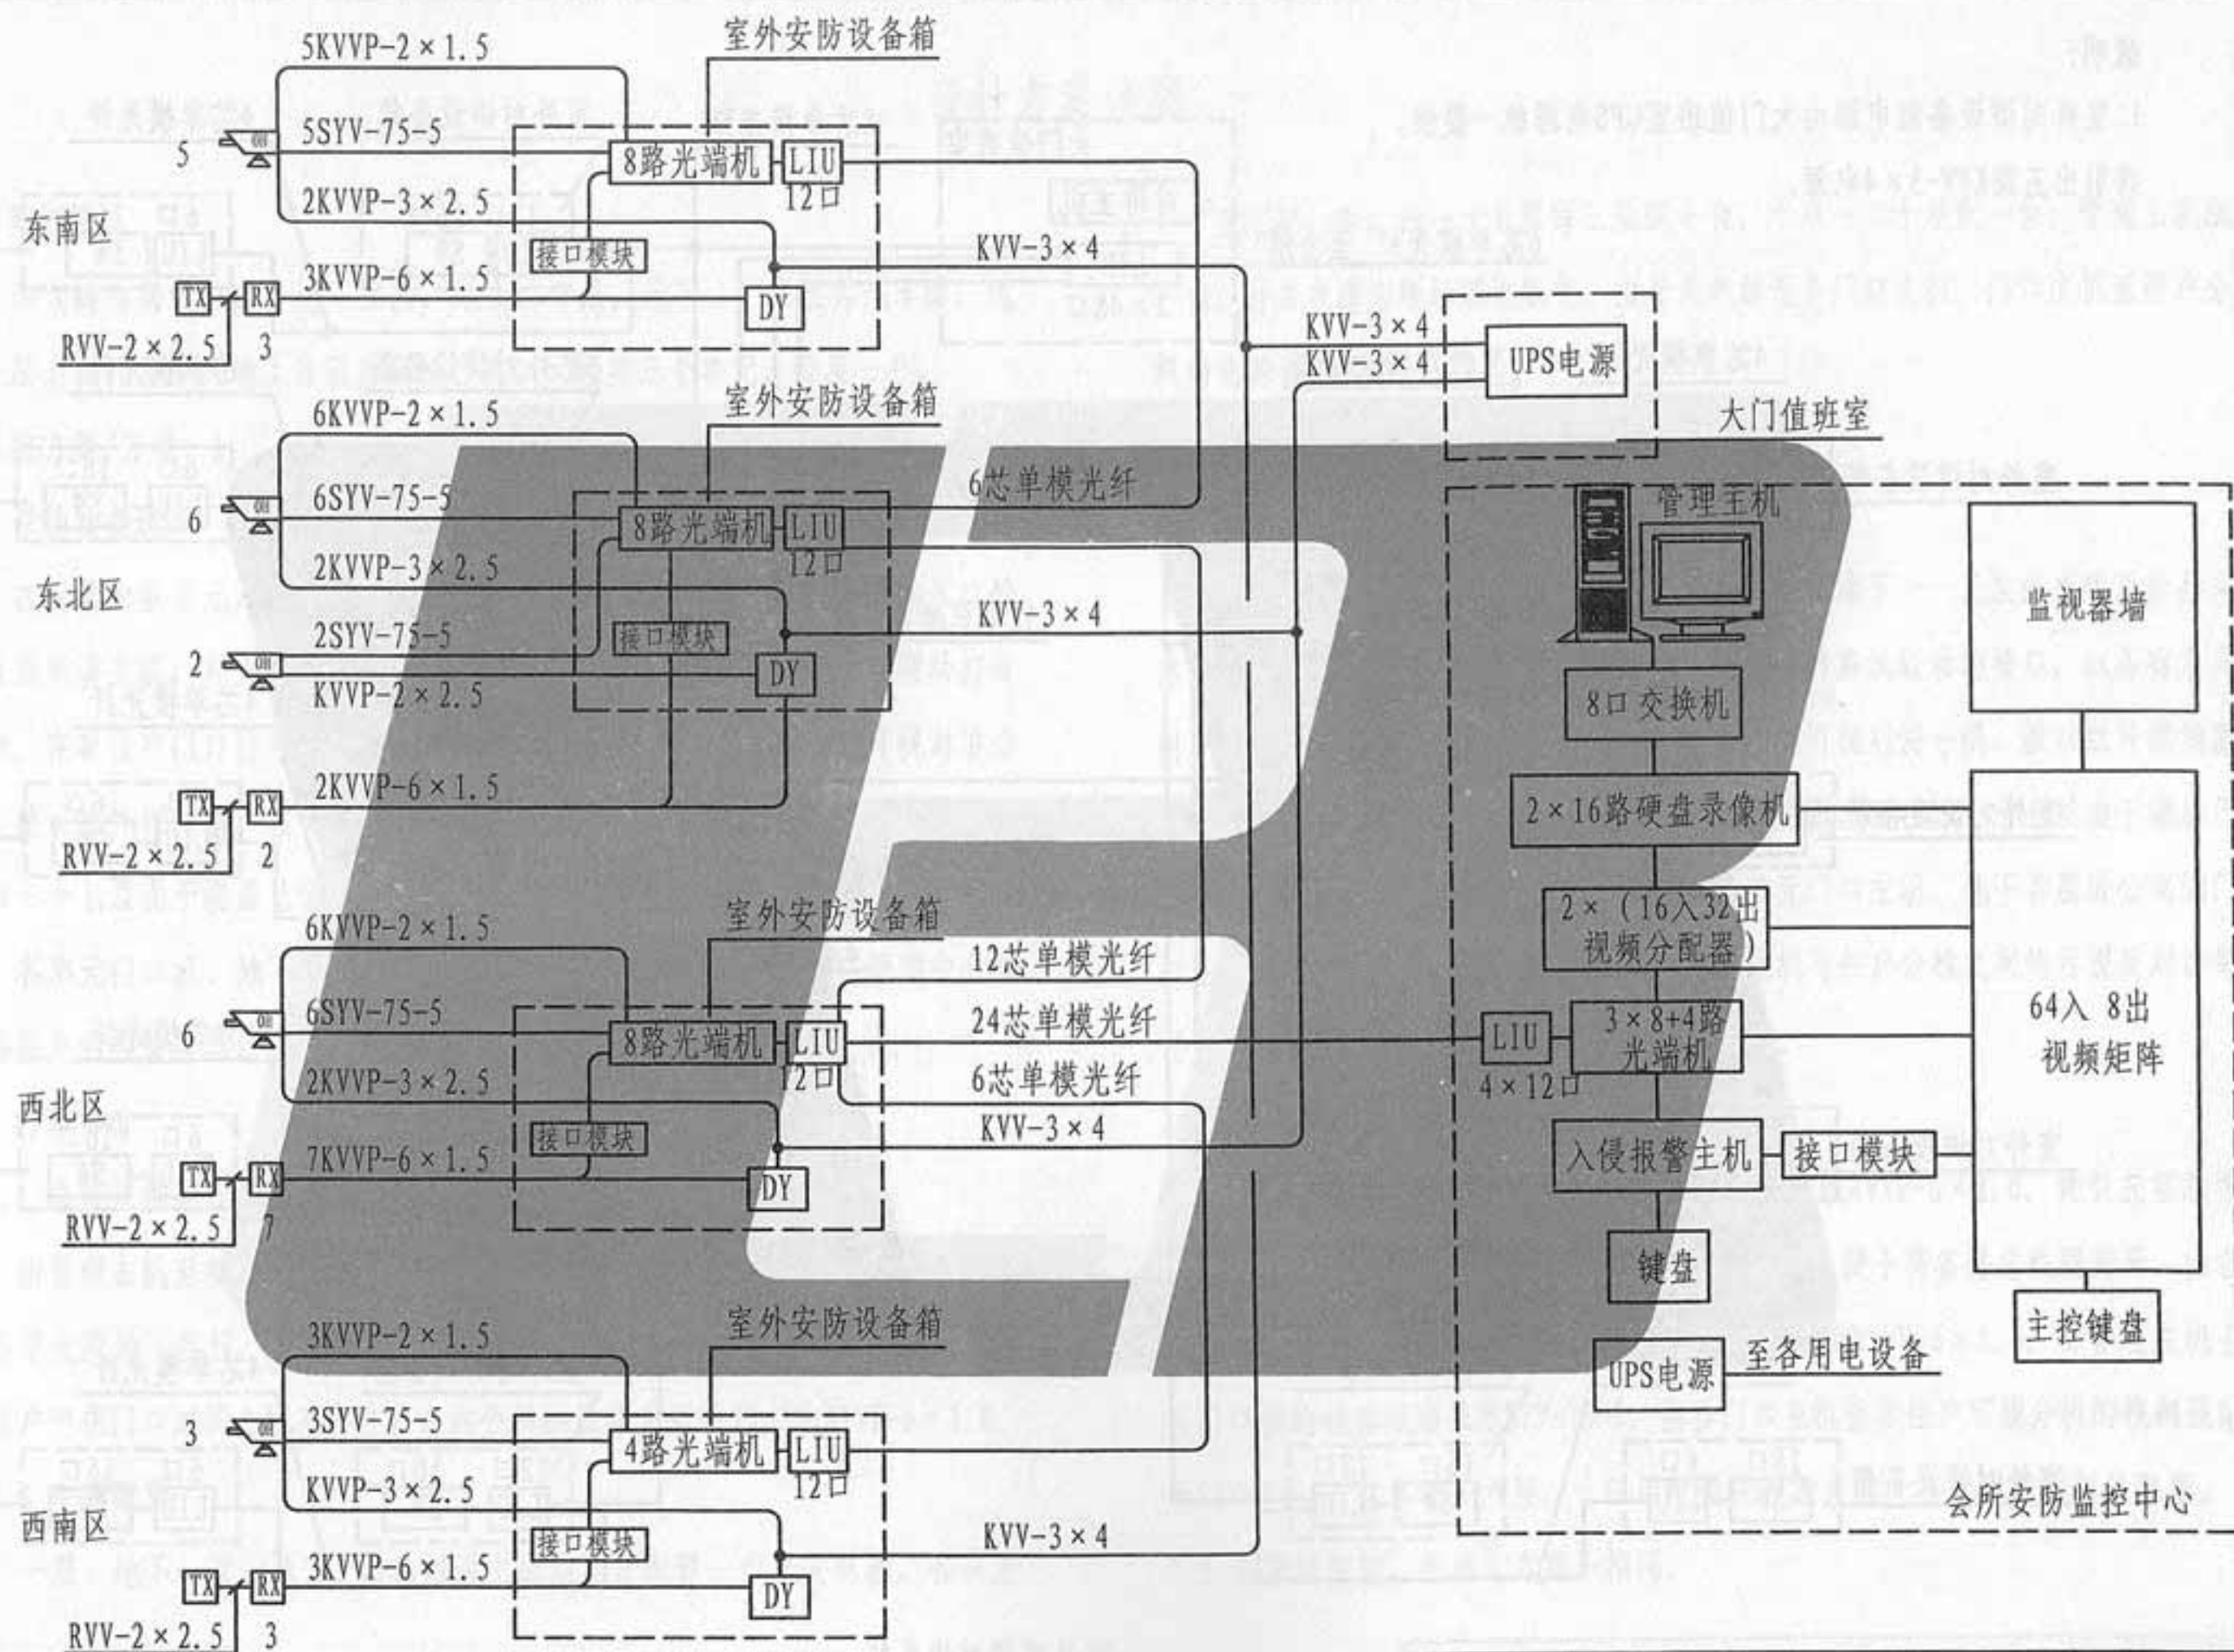 5KVVP-2×1.5
室外安防设备箱
5SYV-75-5
5
8路光端机
LIU
12口
2KVVP-3×2.5
东南区
接口模块
KVV-3×4
3KVVP-6×1.5
TX
RX
DY
RVV-2×2.5
3
KVV-3×4
KVV-3×4
UPS电源
大门值班室
6KVVP-2×1.5
室外安防设备箱
6SYV-75-5
6
8路光端机
LIU
12口
6芯单模光纤
2KVVP-3×2.5
东北区
2SYV-75-5
接口模块
KVV-3×4
2
DY
KVVP-2×2.5
2KVVP-6×1.5
TX
RX
RVV-2×2.5
2
6KVVP-2×1.5
室外安防设备箱
12芯单模光纤
6SYV-75-5
6
8路光端机
LIU
12口
24芯单模光纤
2KVVP-3×2.5
6芯单模光纤
西北区
接口模块
KVV-3×4
7KVVP-6×1.5
TX
RX
DY
RVV-2×2.5
7
3KVVP-2×1.5
室外安防设备箱
3SYV-75-5
3
4路光端机
LIU
12口
KVVP-3×2.5
西南区
接口模块
KVV-3×4
3KVVP-6×1.5
TX
RX
DY
RVV-2×2.5
3
管理主机
监视器墙
8口交换机
2×16路硬盘录像机
2×（16入32出
视频分配器）
64入 8出
视频矩阵
LIU
4×12口
3×8+4路
光端机
入侵报警主机
接口模块
键盘
主控键盘
UPS电源
至各用电设备
会所安防监控中心